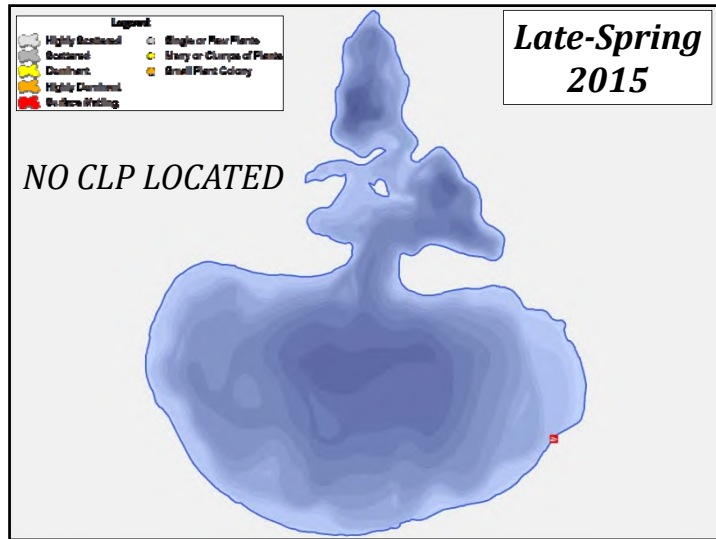 Legend
Highly Scattered
Scattered
Dominant
Highly Dominant
Surface Matting
Single or Few Plants
Many or Clumps of Plants
Small Plant Colony
Late-Spring
2015
NO CLP LOCATED